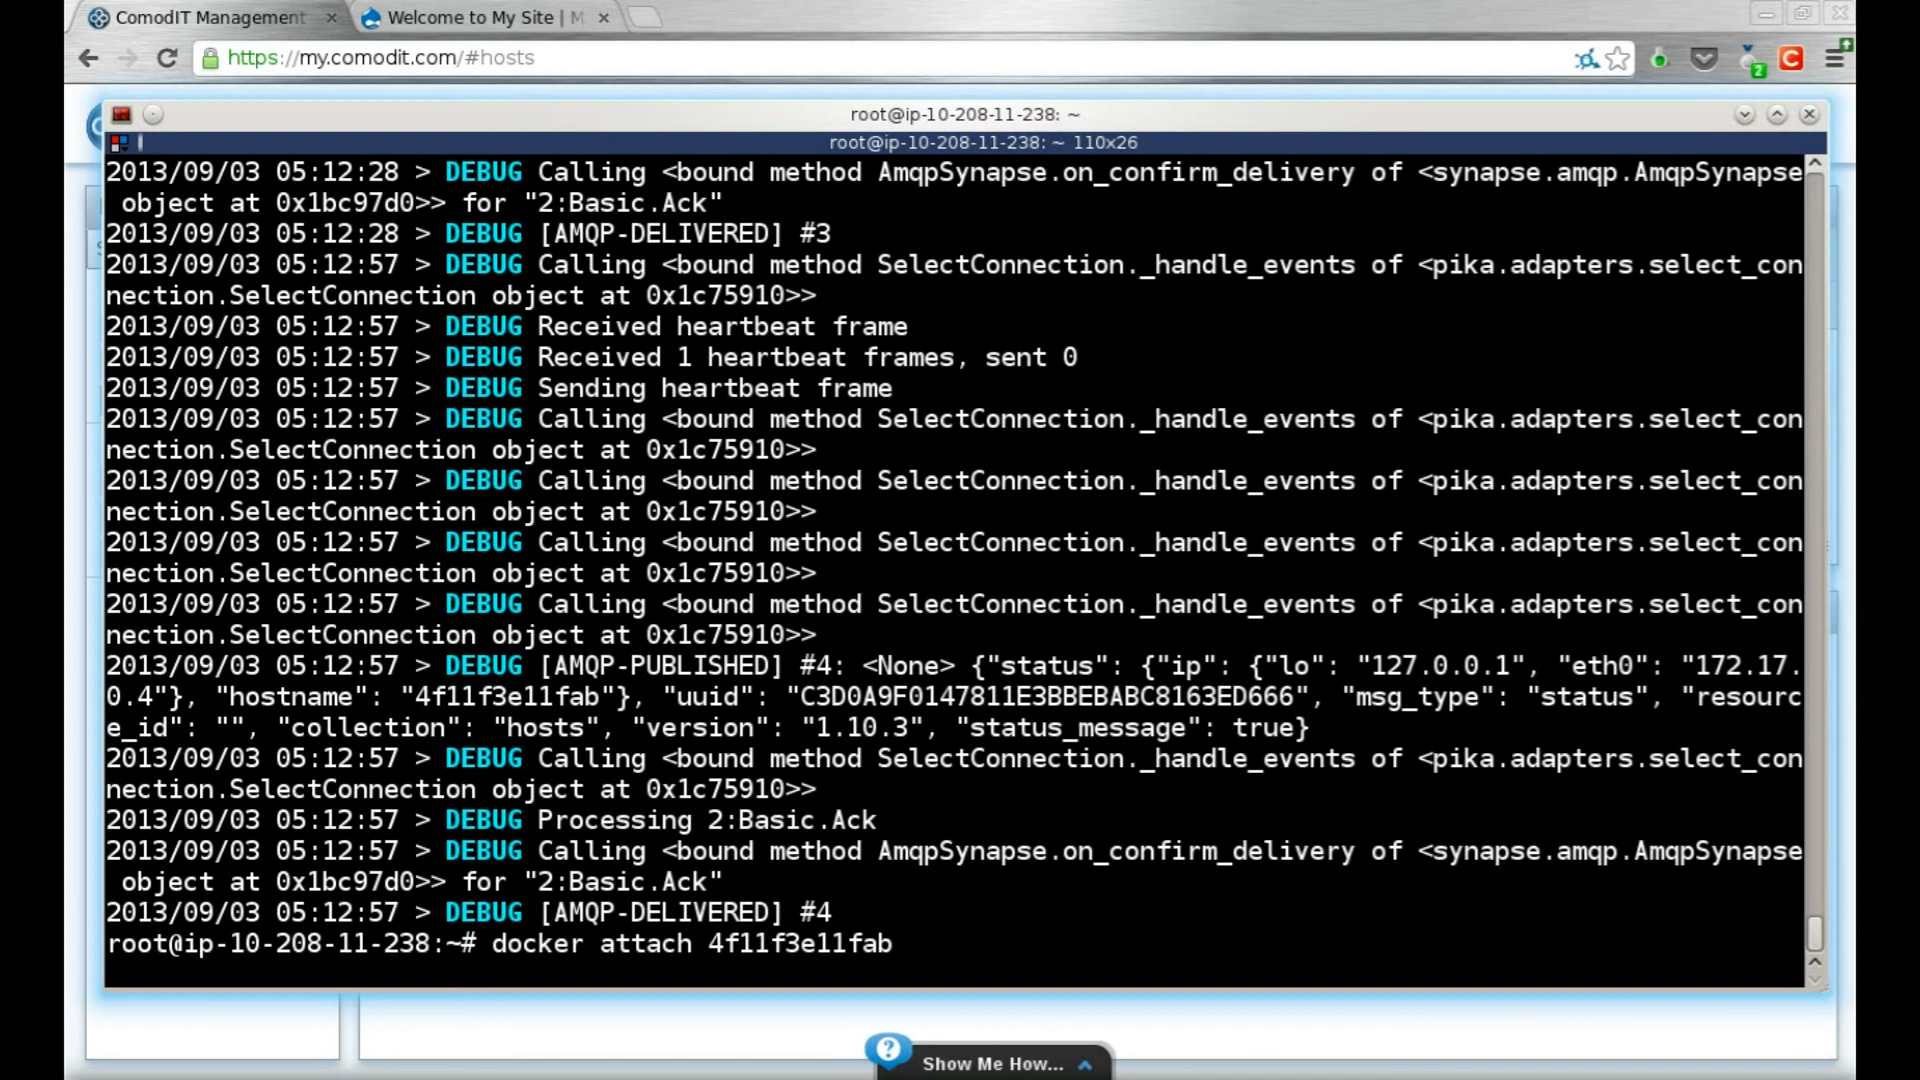 ComodIT Management
Welcome to My Site | M
https://my.comodit.com/#hosts
2
C
root@ip-10-208-11-238: ~
root@ip-10-208-11-238: ~ 110x26
2013/09/03 05:12:28 > DEBUG Calling <bound method AmqpSynapse.on_confirm_delivery of <synapse.amqp.AmqpSynapse
object at 0x1bc97d0>> for "2:Basic.Ack"
2013/09/03 05:12:28 > DEBUG [AMQP-DELIVERED] #3
2013/09/03 05:12:57 > DEBUG Calling <bound method SelectConnection._handle_events of <pika.adapters.select_con
nection.SelectConnection object at 0x1c75910>>
2013/09/03 05:12:57 > DEBUG Received heartbeat frame
2013/09/03 05:12:57 > DEBUG Received 1 heartbeat frames, sent 0
2013/09/03 05:12:57 > DEBUG Sending heartbeat frame
2013/09/03 05:12:57 > DEBUG Calling <bound method SelectConnection._handle_events of <pika.adapters.select_con
nection.SelectConnection object at 0x1c75910>>
2013/09/03 05:12:57 > DEBUG Calling <bound method SelectConnection._handle_events of <pika.adapters.select_con
nection.SelectConnection object at 0x1c75910>>
2013/09/03 05:12:57 > DEBUG Calling <bound method SelectConnection._handle_events of <pika.adapters.select_con
nection.SelectConnection object at 0x1c75910>>
2013/09/03 05:12:57 > DEBUG Calling <bound method SelectConnection._handle_events of <pika.adapters.select_con
nection.SelectConnection object at 0x1c75910>>
2013/09/03 05:12:57 > DEBUG [AMQP-PUBLISHED] #4: <None> {"status": {"ip": {"lo": "127.0.0.1", "eth0": "172.17.
0.4"}, "hostname": "4f11f3e11fab"}, "uuid": "C3D0A9F0147811E3BBEBABC8163ED666", "msg_type": "status", "resourc
e_id": "", "collection": "hosts", "version": "1.10.3", "status_message": true}
2013/09/03 05:12:57 > DEBUG Calling <bound method SelectConnection._handle_events of <pika.adapters.select_con
nection.SelectConnection object at 0x1c75910>>
2013/09/03 05:12:57 > DEBUG Processing 2:Basic.Ack
2013/09/03 05:12:57 > DEBUG Calling <bound method AmqpSynapse.on_confirm_delivery of <synapse.amqp.AmqpSynapse
object at 0x1bc97d0>> for "2:Basic.Ack"
2013/09/03 05:12:57 > DEBUG [AMQP-DELIVERED] #4
root@ip-10-208-11-238:~# docker attach 4f11f3e11fab
? Show Me How...